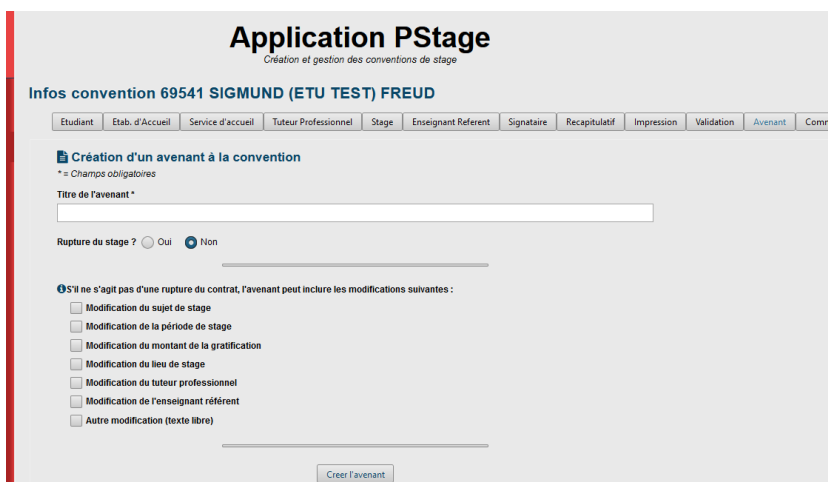 Application PStage
Création et gestion des conventions de stage
Infos convention 69541 SIGMUND (ETU TEST) FREUD
Etudiant Etab. d'Accueil Service d'accueil Tuteur Professionnel Stage Enseignant Referent Signataire Recapitulatif Impression Validation Avenant Comm
Création d'un avenant à la convention
* = Champs obligatoires
Titre de l'avenant *
Rupture du stage ? Oui Non
S'il ne s'agit pas d'une rupture du contrat, l'avenant peut inclure les modifications suivantes :
Modification du sujet de stage
Modification de la période de stage
Modification du montant de la gratification
Modification du lieu de stage
Modification du tuteur professionnel
Modification de l'enseignant référent
Autre modification (texte libre)
Creer l'avenant